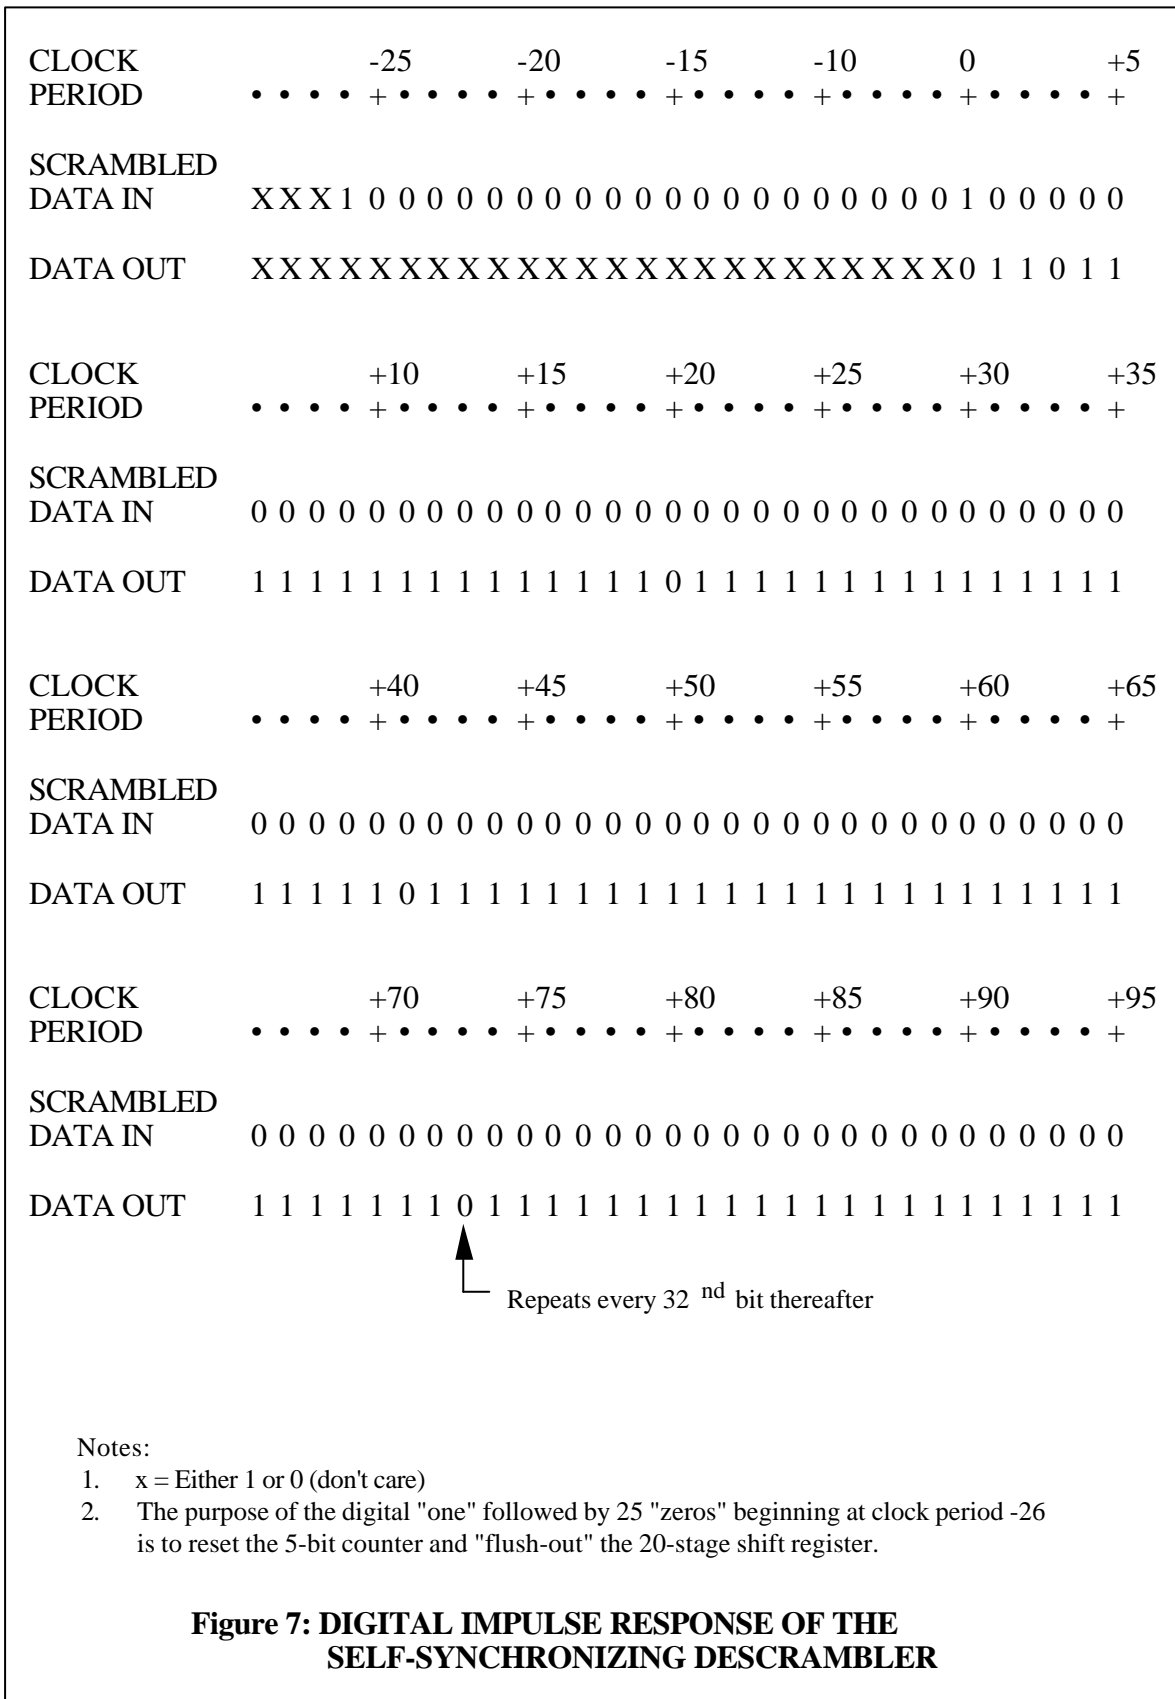 CLOCK -25 -20 -15 -10 0 +5
PERIOD • • • • + • • • • + • • • • + • • • • + • • • • + • • • • +
SCRAMBLED
DATA IN X X X 1 0 0 0 0 0 0 0 0 0 0 0 0 0 0 0 0 0 0 0 0 1 0 0 0 0 0
DATA OUT X X X X X X X X X X X X X X X X X X X X X X X X 0 1 1 0 1 1
CLOCK +10 +15 +20 +25 +30 +35
PERIOD • • • • + • • • • + • • • • + • • • • + • • • • + • • • • +
SCRAMBLED
DATA IN 0 0 0 0 0 0 0 0 0 0 0 0 0 0 0 0 0 0 0 0 0 0 0 0 0 0 0 0 0 0
DATA OUT 1 1 1 1 1 1 1 1 1 1 1 1 1 1 0 1 1 1 1 1 1 1 1 1 1 1 1 1 1 1
CLOCK +40 +45 +50 +55 +60 +65
PERIOD • • • • + • • • • + • • • • + • • • • + • • • • + • • • • +
SCRAMBLED
DATA IN 0 0 0 0 0 0 0 0 0 0 0 0 0 0 0 0 0 0 0 0 0 0 0 0 0 0 0 0 0 0
DATA OUT 1 1 1 1 1 0 1 1 1 1 1 1 1 1 1 1 1 1 1 1 1 1 1 1 1 1 1 1 1 1
CLOCK +70 +75 +80 +85 +90 +95
PERIOD • • • • + • • • • + • • • • + • • • • + • • • • + • • • • +
SCRAMBLED
DATA IN 0 0 0 0 0 0 0 0 0 0 0 0 0 0 0 0 0 0 0 0 0 0 0 0 0 0 0 0 0 0
DATA OUT 1 1 1 1 1 1 1 0 1 1 1 1 1 1 1 1 1 1 1 1 1 1 1 1 1 1 1 1 1 1
Repeats every 32 nd bit thereafter
Notes:
1. x = Either 1 or 0 (don't care)
2. The purpose of the digital "one" followed by 25 "zeros" beginning at clock period -26
is to reset the 5-bit counter and "flush-out" the 20-stage shift register.
Figure 7: DIGITAL IMPULSE RESPONSE OF THE
SELF-SYNCHRONIZING DESCRAMBLER